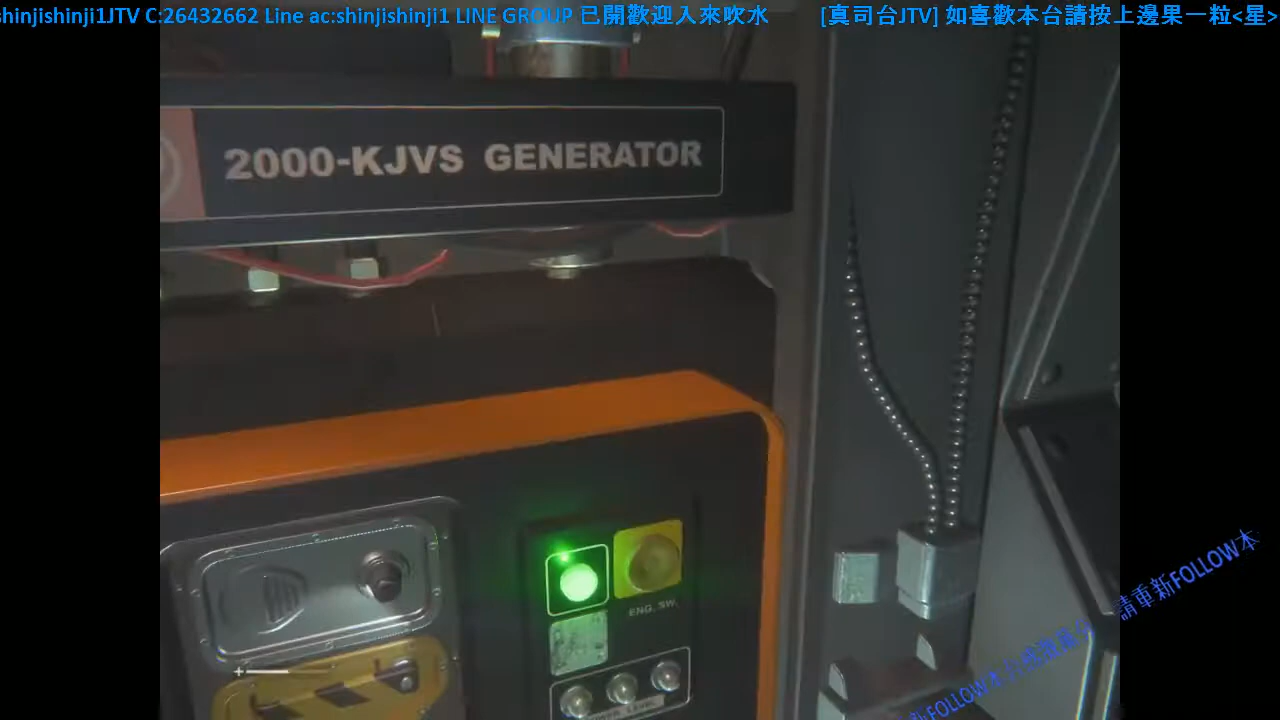 shinjishinji1JTV C:26432662 Line ac:shinjishinji1 LINE GROUP 已開歡迎入來吹水 [真司台JTV] 如喜歡本台請按上邊果一粒<星>
2000-KJVS GENERATOR
ENG. SW.
請重新FOLLOW本